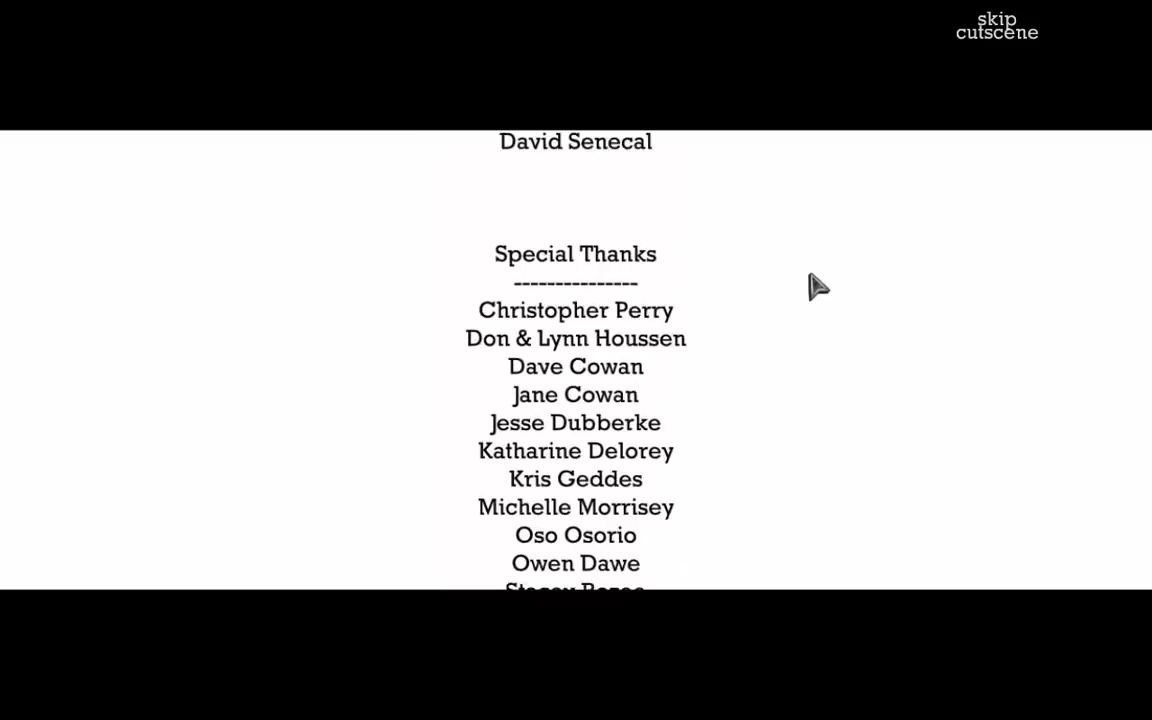 skip
cutscene
David Senecal
Special Thanks
---------------
Christopher Perry
Don & Lynn Houssen
Dave Cowan
Jane Cowan
Jesse Dubberke
Katharine Delorey
Kris Geddes
Michelle Morrisey
Oso Osorio
Owen Dawe